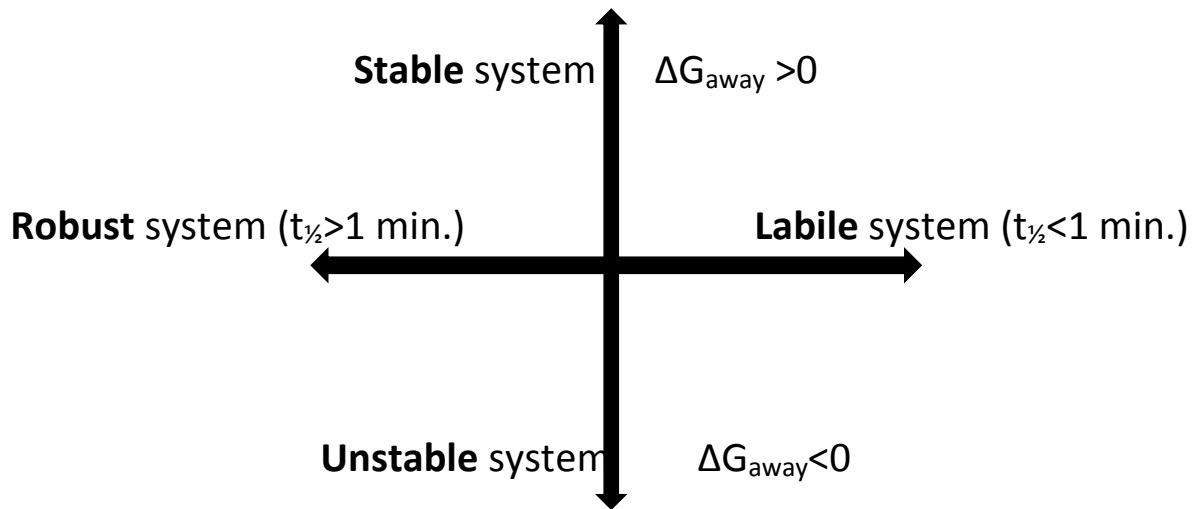 Stable system ΔGaway >0
Robust system (t½>1 min.) Labile system (t½<1 min.)
Unstable system ΔGaway<0